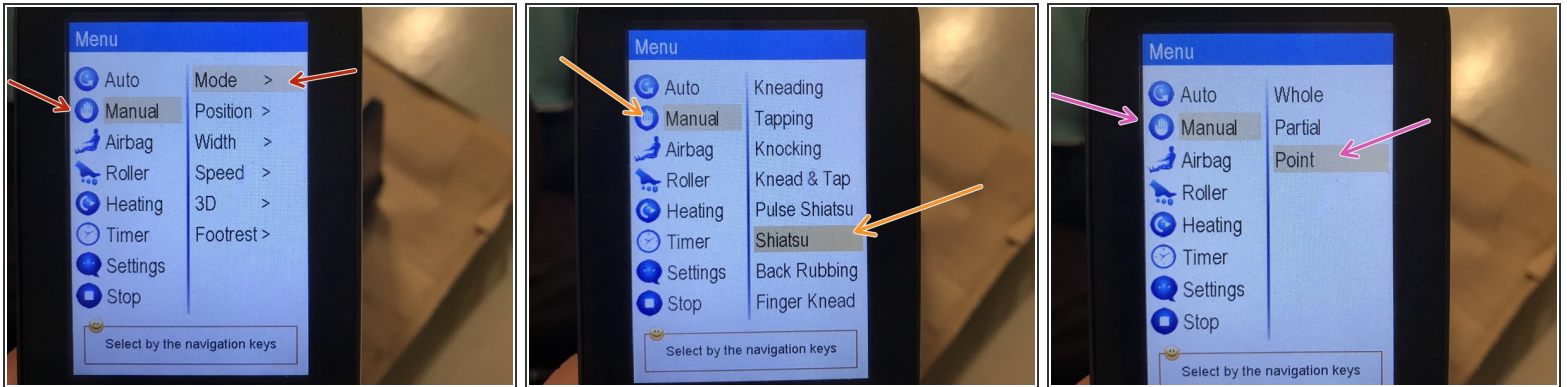 Menu
Auto
Manual
Airbag
Roller
Heating
Timer
Settings
Stop
Mode >
Position >
Width >
Speed >
3D >
Footrest >
Select by the navigation keys
Menu
Auto
Manual
Airbag
Roller
Heating
Timer
Settings
Stop
Kneading
Tapping
Knocking
Knead & Tap
Pulse Shiatsu
Shiatsu
Back Rubbing
Finger Knead
Select by the navigation keys
Menu
Auto
Manual
Airbag
Roller
Heating
Timer
Settings
Stop
Whole
Partial
Point
Select by the navigation keys